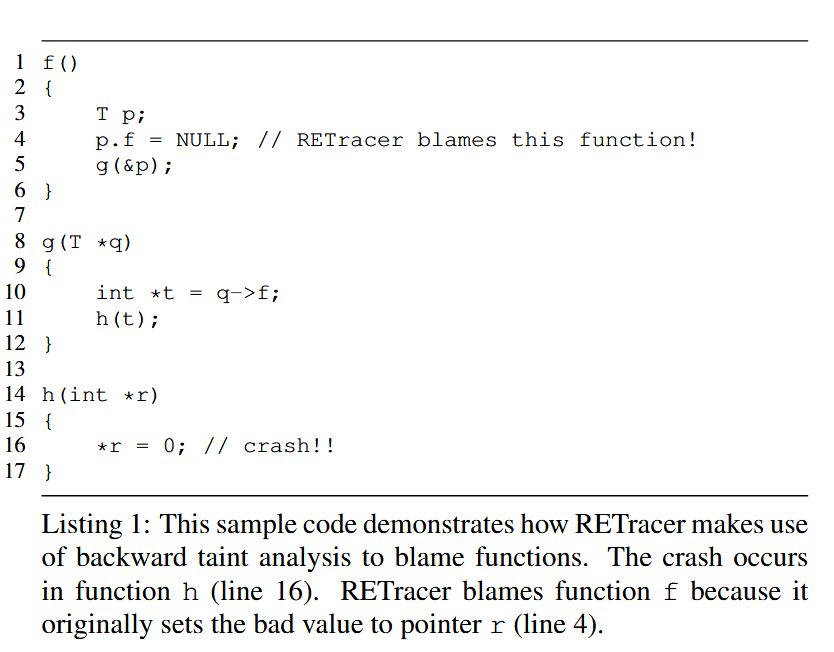 1 f()
2 {
3 T p;
4 p.f = NULL; // RETracer blames this function!
5 g(&p);
6 }
7
8 g(T *q)
9 {
10 int *t = q->f;
11 h(t);
12 }
13
14 h(int *r)
15 {
16 *r = 0; // crash!!
17 }
Listing 1: This sample code demonstrates how RETracer makes use
of backward taint analysis to blame functions. The crash occurs
in function h (line 16). RETracer blames function f because it
originally sets the bad value to pointer r (line 4).